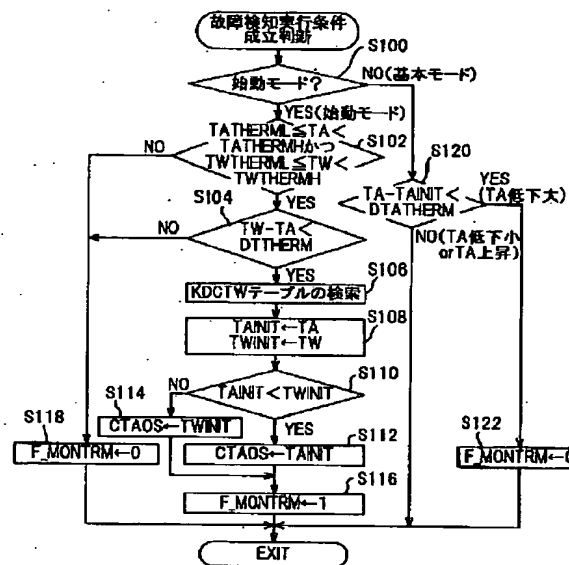 故障検知実行条件
成立判断
S100
始動モード?
NO(基本モード)
YES(始動モード)
TATHERML≦TA<
TATHERMHかつ
TWTHERML≦TW<
TWTHERMH
S102
NO
S120
YES
TA-TAINIT<
DTATHERM
YES
(TA低下大)
S104
TW-TA<
DTTHERM
NO
NO(TA低下小
orTA上昇)
YES
S106
KDCTWテーブルの検索
S108
TAINIT←TA
TWINIT←TW
S110
TAINIT<TWINIT
NO
S114
CTAOS←TWINIT
YES
S112
CTAOS←TAINIT
S118
F_MONTRM←0
S122
F_MONTRM←0
S116
F_MONTRM←1
EXIT